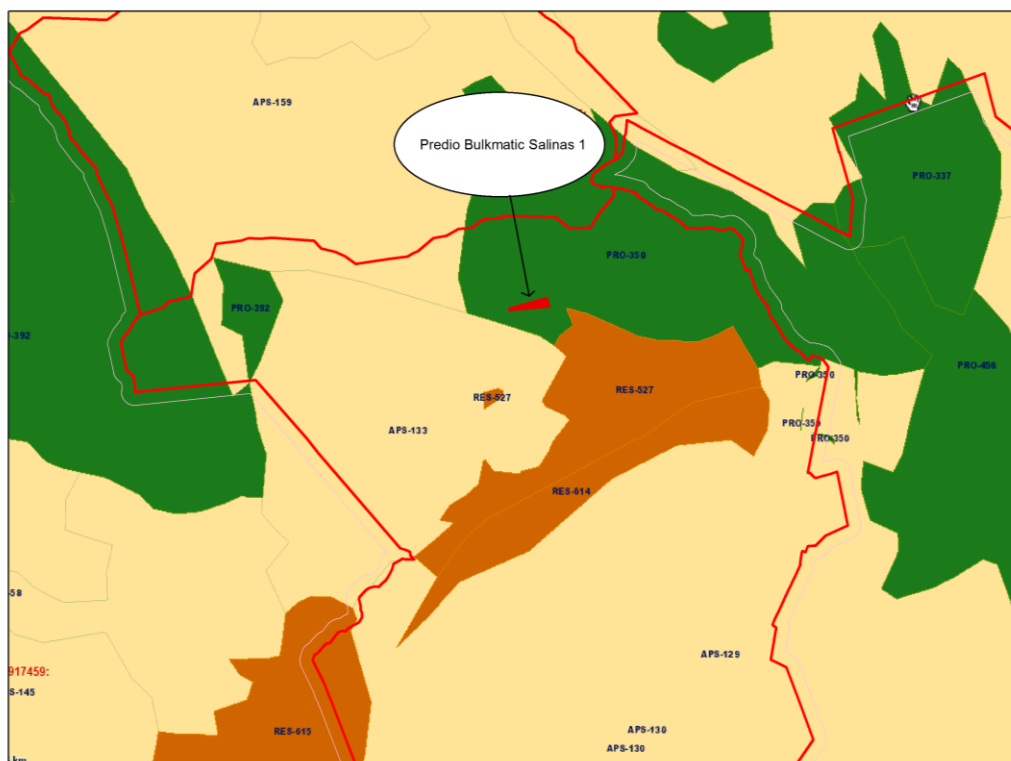 APS-159
Predio Bulkmatic Salinas 1
PRO-337
PRO-350
PRO-392
-392
PRO-456
PRO-350
RES-527
RES-527
PRO-350
APS-133
PRO-350
RES-614
-58
APS-129
917459:
S-145
RES-615
APS-130
APS-130
km